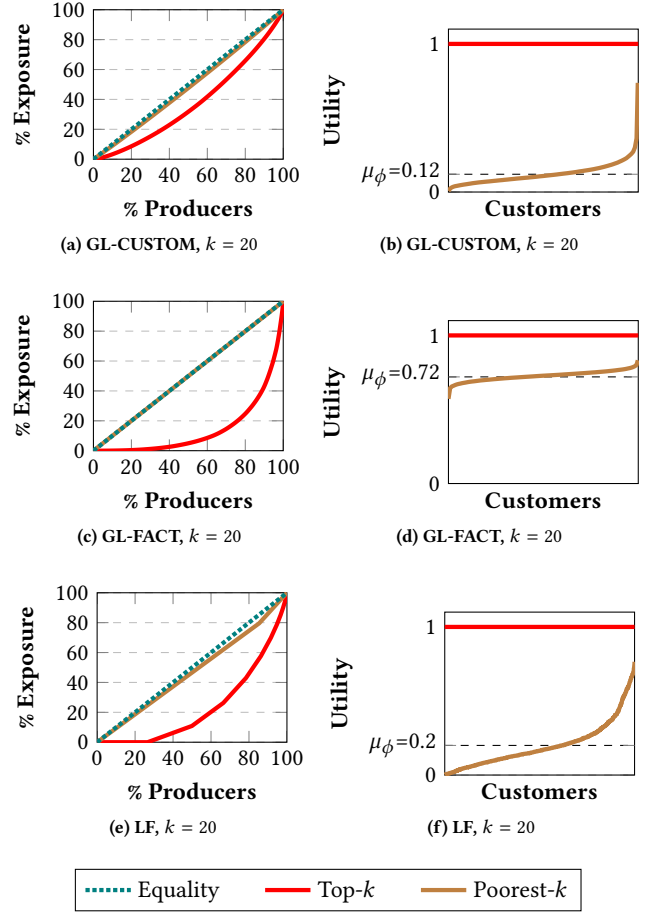 100
80
60
40
20
0
0 20 40 60 80 100
% Exposure
% Producers
(a) GL-CUSTOM, k = 20
1
μϕ=0.12
0
Utility
Customers
(b) GL-CUSTOM, k = 20
100
80
60
40
20
0
0 20 40 60 80 100
% Exposure
% Producers
(c) GL-FACT, k = 20
1
μϕ=0.72
0
Utility
Customers
(d) GL-FACT, k = 20
100
80
60
40
20
0
0 20 40 60 80 100
% Exposure
% Producers
(e) LF, k = 20
1
μϕ=0.2
0
Utility
Customers
(f) LF, k = 20
Equality Top-k Poorest-k